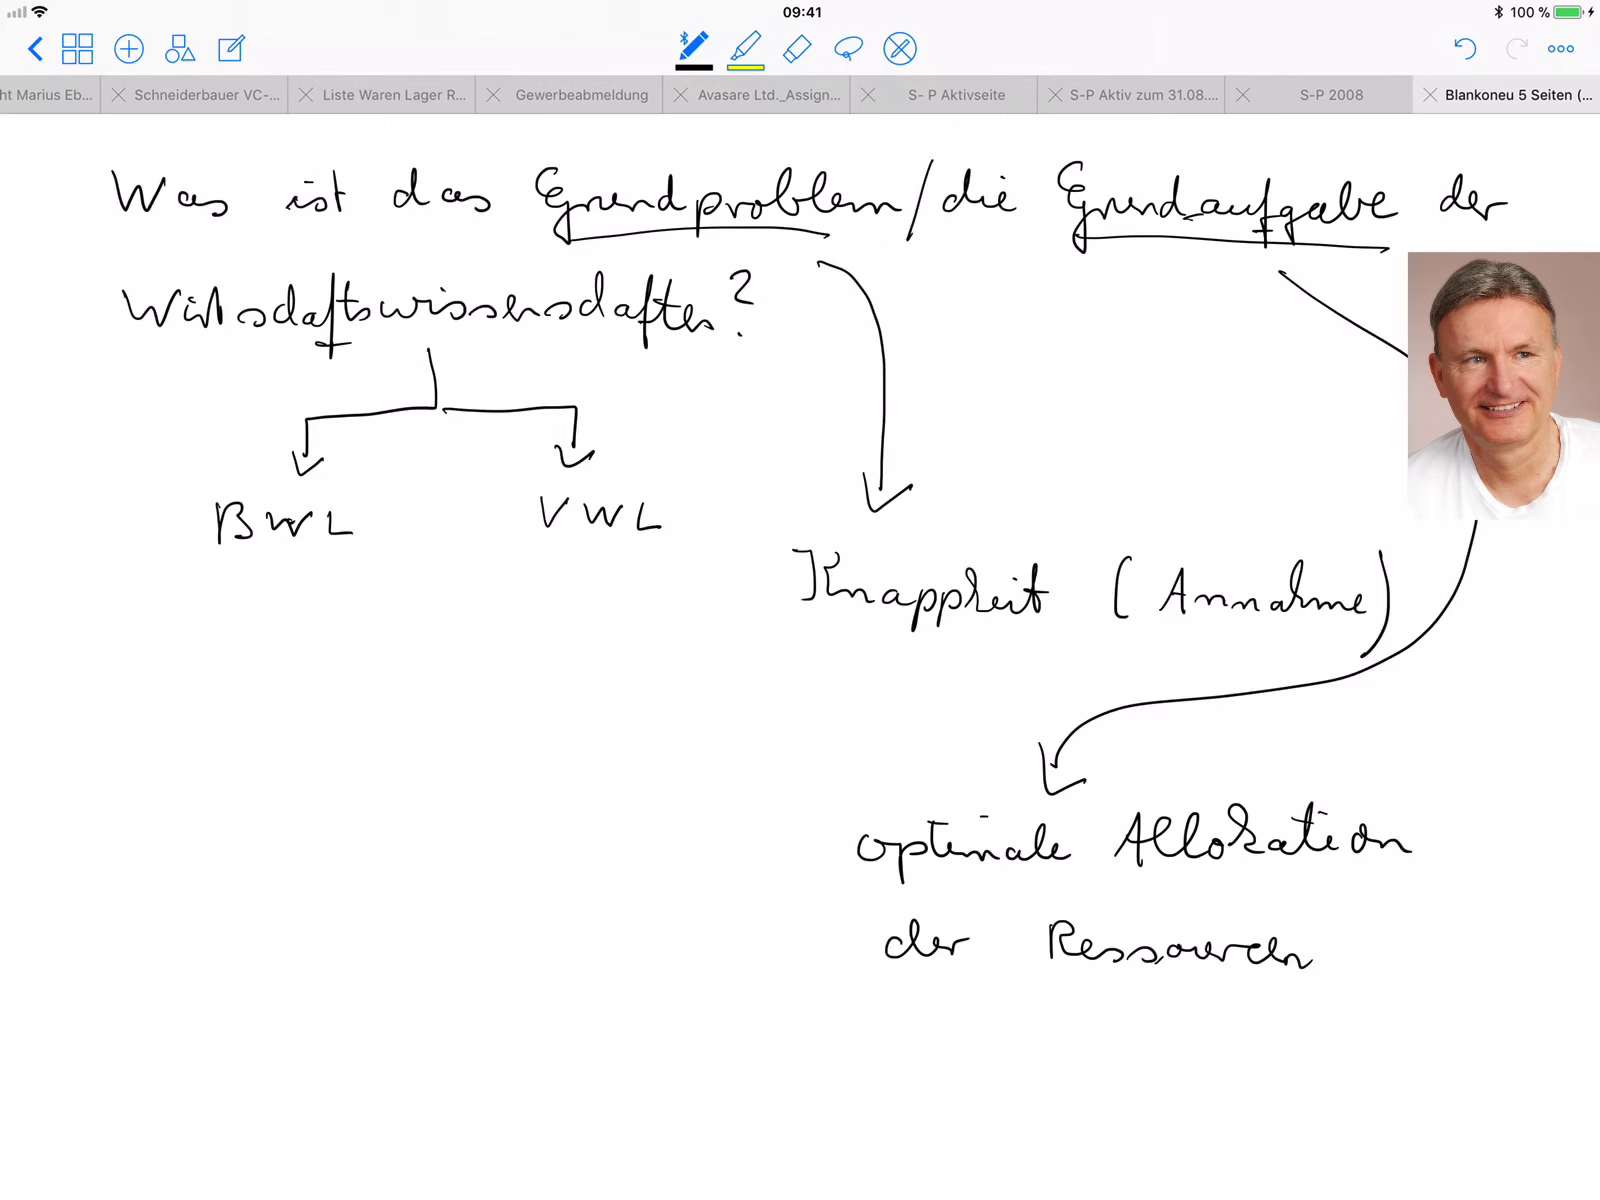 09:41
100 %
ht Marius Eb...
Schneiderbauer VC-...
Liste Waren Lager R...
Gewerbeabmeldung
Avasare Ltd._Assign...
S- P Aktivseite
S-P Aktiv zum 31.08....
S-P 2008
Blankoneu 5 Seiten (...
Was ist das Grundproblem/die Grundaufgabe der
Wirtschaftswissenschaften?
BWL
VWL
Knappheit (Annahme)
optimale Allokation
der Ressourcen